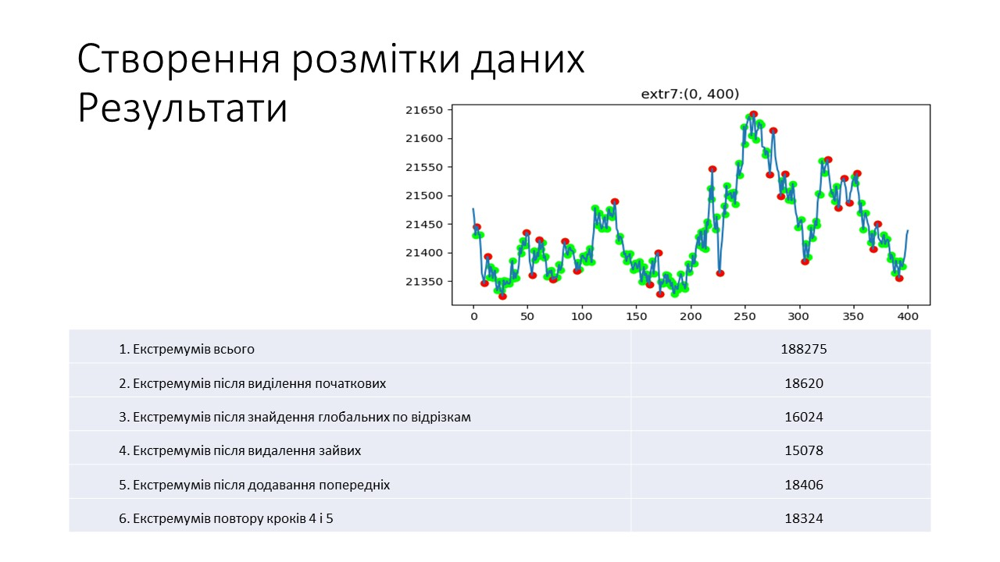 Створення розмітки даних
Результати
extr7:(0, 400)
21650
21600
21550
21500
21450
21400
21350
0 50 100 150 200 250 300 350 400
1. Екстремумів всього 188275
2. Екстремумів після виділення початкових 18620
3. Екстремумів після знайдення глобальних по відрізкам 16024
4. Екстремумів після видалення зайвих 15078
5. Екстремумів після додавання попередніх 18406
6. Екстремумів повтору кроків 4 і 5 18324